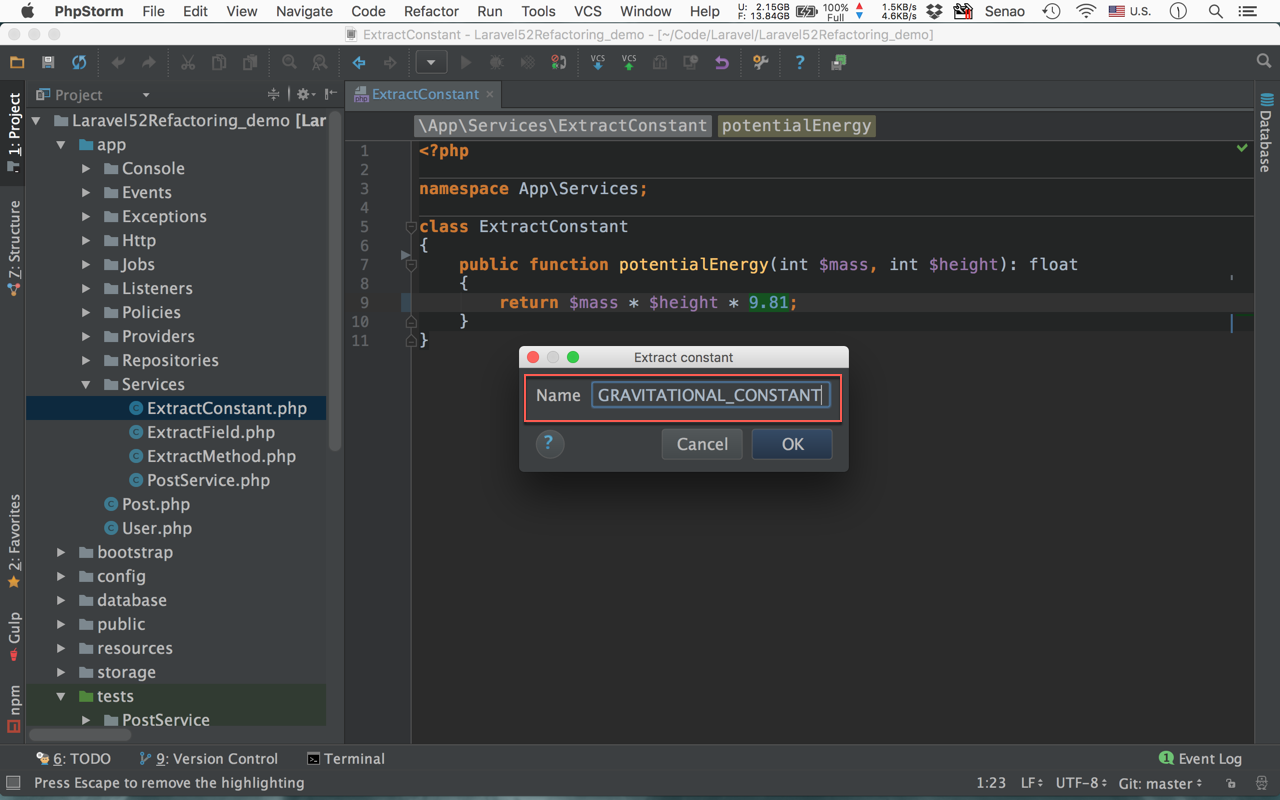 PhpStorm File Edit View Navigate Code Refactor Run Tools VCS Window Help U: 2.15GB F: 13.84GB 100% Full 1.5KB/s 4.6KB/s Senao U.S.
ExtractConstant - Laravel52Refactoring_demo - [~/Code/Laravel/Laravel52Refactoring_demo]
VCS VCS
1: Project
7: Structure
2: Favorites
Gulp
npm
Project
Laravel52Refactoring_demo [Lar
app
Console
Events
Exceptions
Http
Jobs
Listeners
Policies
Providers
Repositories
Services
ExtractConstant.php
ExtractField.php
ExtractMethod.php
PostService.php
Post.php
User.php
bootstrap
config
database
public
resources
storage
tests
PostService
ExtractConstant
\App\Services\ExtractConstant potentialEnergy
1 <?php
2
3 namespace App\Services;
4
5 class ExtractConstant
6 {
7 public function potentialEnergy(int $mass, int $height): float
8 {
9 return $mass * $height * 9.81;
10 }
11 }
Extract constant
Name GRAVITATIONAL_CONSTANT
? Cancel OK
Database
6: TODO 9: Version Control Terminal 1 Event Log
Press Escape to remove the highlighting 1:23 LF UTF-8 Git: master